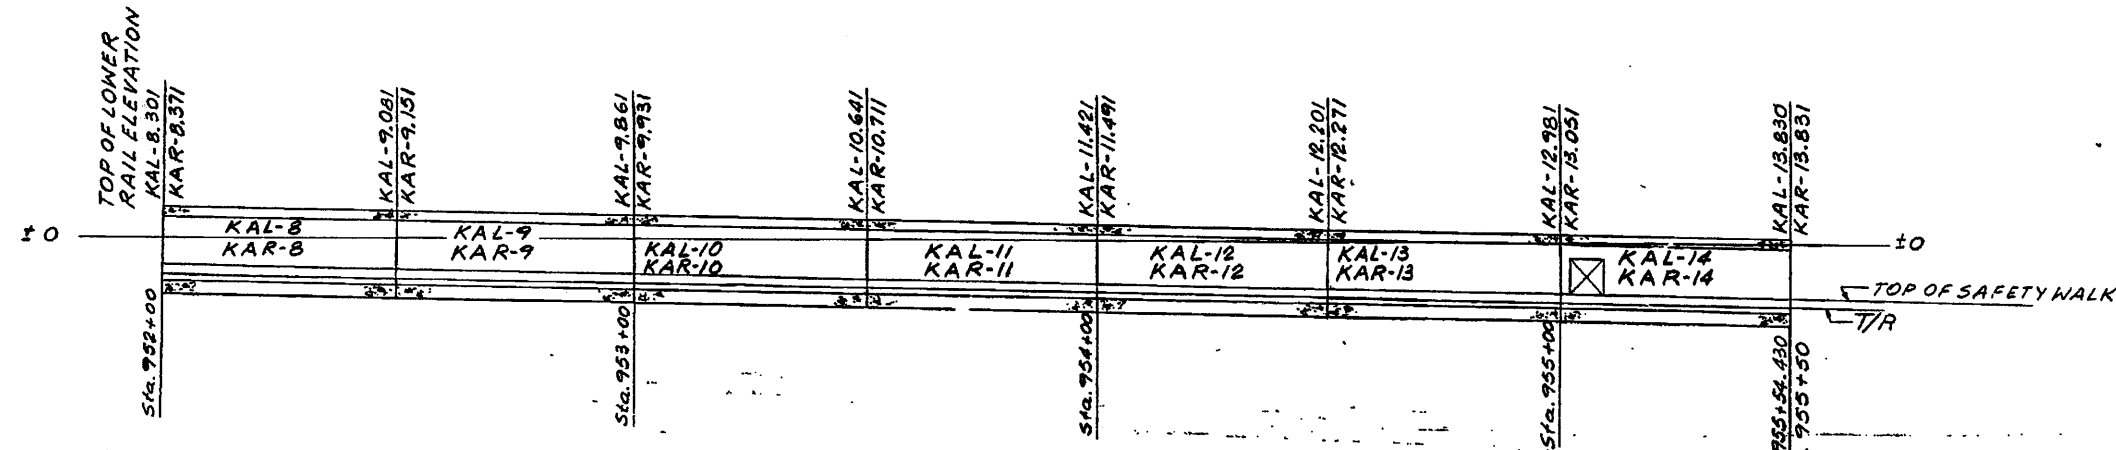 TOP OF LOWER
RAIL ELEVATION
KAL-8.301
KAR-8.371
KAL-9.081
KAR-9.151
KAL-9.861
KAR-9.931
KAL-10.641
KAR-10.711
KAL-11.421
KAR-11.491
KAL-12.201
KAR-12.271
KAL-12.981
KAR-13.051
KAL-13.830
KAR-13.831
±0
KAL-8
KAR-8
KAL-9
KAR-9
KAL-10
KAR-10
KAL-11
KAR-11
KAL-12
KAR-12
KAL-13
KAR-13
KAL-14
KAR-14
±0
TOP OF SAFETY WALK
T/R
Sta. 952+00
Sta. 953+00
Sta. 954+00
Sta. 955+00
955+54.430
955+50